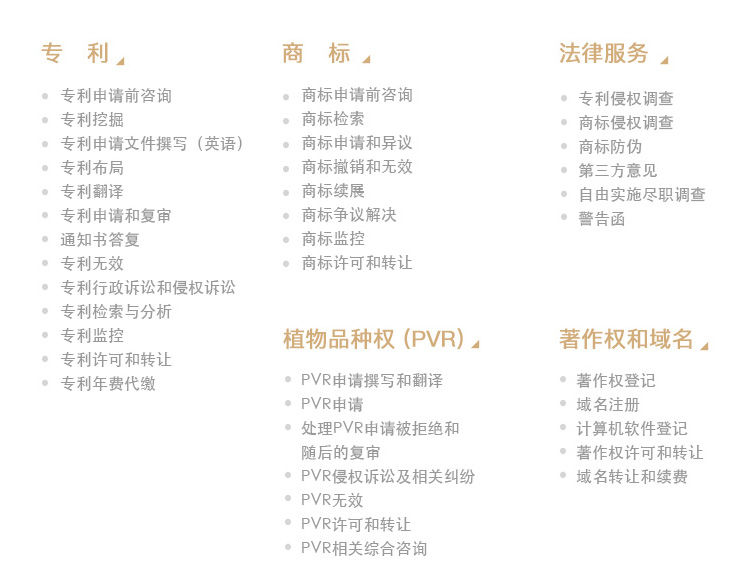 专 利
专利申请前咨询
专利挖掘
专利申请文件撰写（英语）
专利布局
专利翻译
专利申请和复审
通知书答复
专利无效
专利行政诉讼和侵权诉讼
专利检索与分析
专利监控
专利许可和转让
专利年费代缴
商 标
商标申请前咨询
商标检索
商标申请和异议
商标撤销和无效
商标续展
商标争议解决
商标监控
商标许可和转让
法律服务
专利侵权调查
商标侵权调查
商标防伪
第三方意见
自由实施尽职调查
警告函
植物品种权 (PVR)
PVR申请撰写和翻译
PVR申请
处理PVR申请被拒绝和
随后的复审
PVR侵权诉讼及相关纠纷
PVR无效
PVR许可和转让
PVR相关综合咨询
著作权和域名
著作权登记
域名注册
计算机软件登记
著作权许可和转让
域名转让和续费